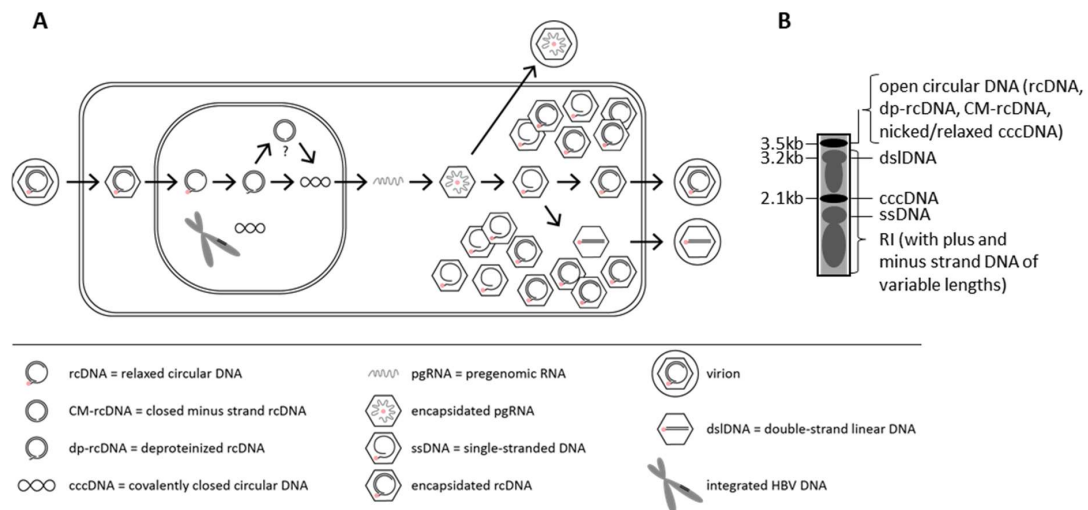 A
B
?
open circular DNA (rcDNA,
dp-rcDNA, CM-rcDNA,
nicked/relaxed cccDNA)
3.5kb
3.2kb
dslDNA
2.1kb
cccDNA
ssDNA
RI (with plus and
minus strand DNA of
variable lengths)
rcDNA = relaxed circular DNA
CM-rcDNA = closed minus strand rcDNA
dp-rcDNA = deproteinized rcDNA
cccDNA = covalently closed circular DNA
pgRNA = pregenomic RNA
encapsidated pgRNA
ssDNA = single-stranded DNA
encapsidated rcDNA
virion
dslDNA = double-strand linear DNA
integrated HBV DNA